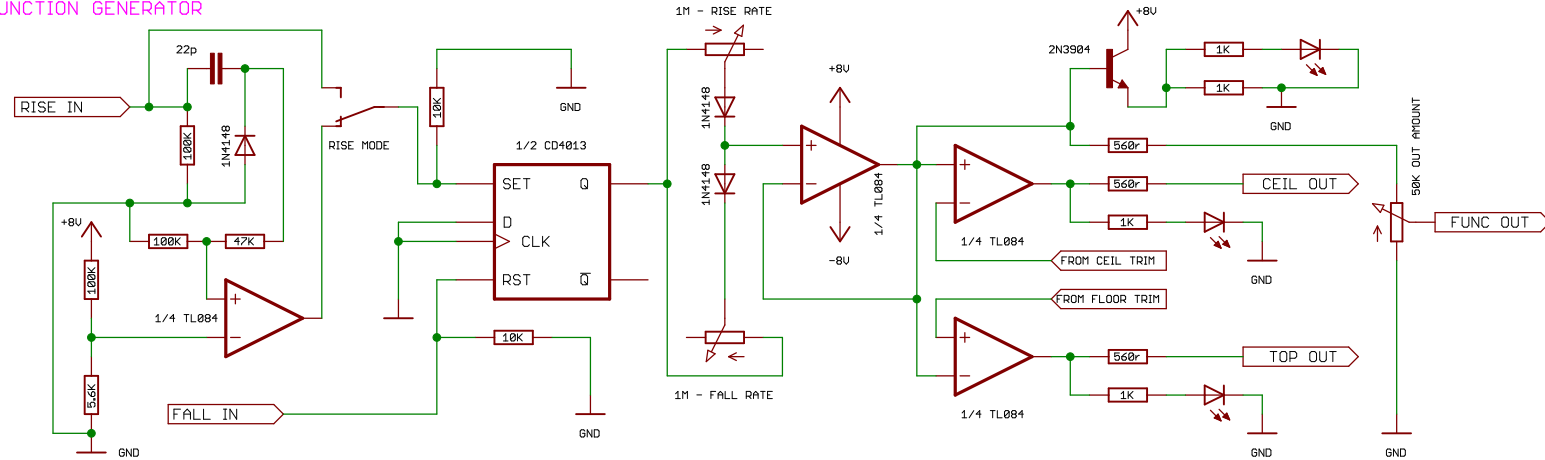 UNCTION GENERATOR
22p
RISE IN
100K
1N4148
RISE MODE
+8V
100K
47K
100K
1/4 TL084
5.6K
GND
FALL IN
10K
GND
1/2 CD4013
SET
Q
D
CLK
RST
Q
10K
GND
1M - RISE RATE
1N4148
1N4148
1M - FALL RATE
+8V
-8V
1/4 TL084
2N3904
+8V
1K
1K
GND
560r
560r
CEIL OUT
1K
1/4 TL084
GND
FROM CEIL TRIM
FROM FLOOR TRIM
50K OUT AMOUNT
FUNC OUT
560r
TOP OUT
1K
1/4 TL084
GND
GND